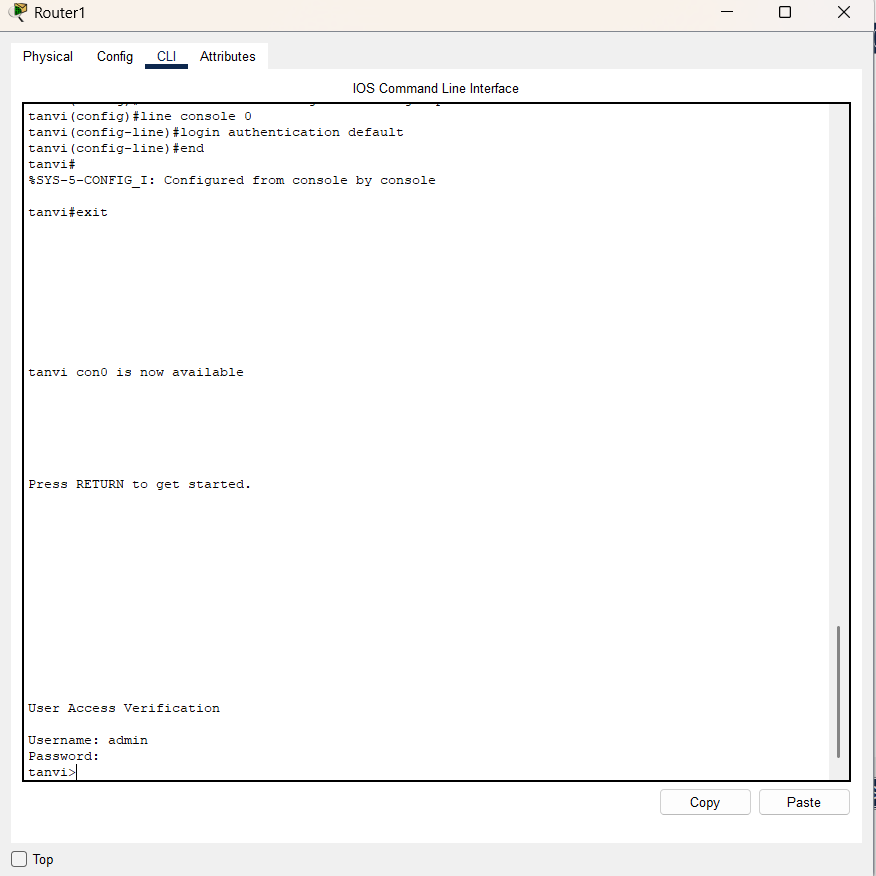 Router1
Physical Config CLI Attributes
IOS Command Line Interface
tanvi(config)#line console 0
tanvi(config-line)#login authentication default
tanvi(config-line)#end
tanvi#
%SYS-5-CONFIG_I: Configured from console by console
tanvi#exit
tanvi con0 is now available
Press RETURN to get started.
User Access Verification
Username: admin
Password:
tanvi>
Copy Paste
Top